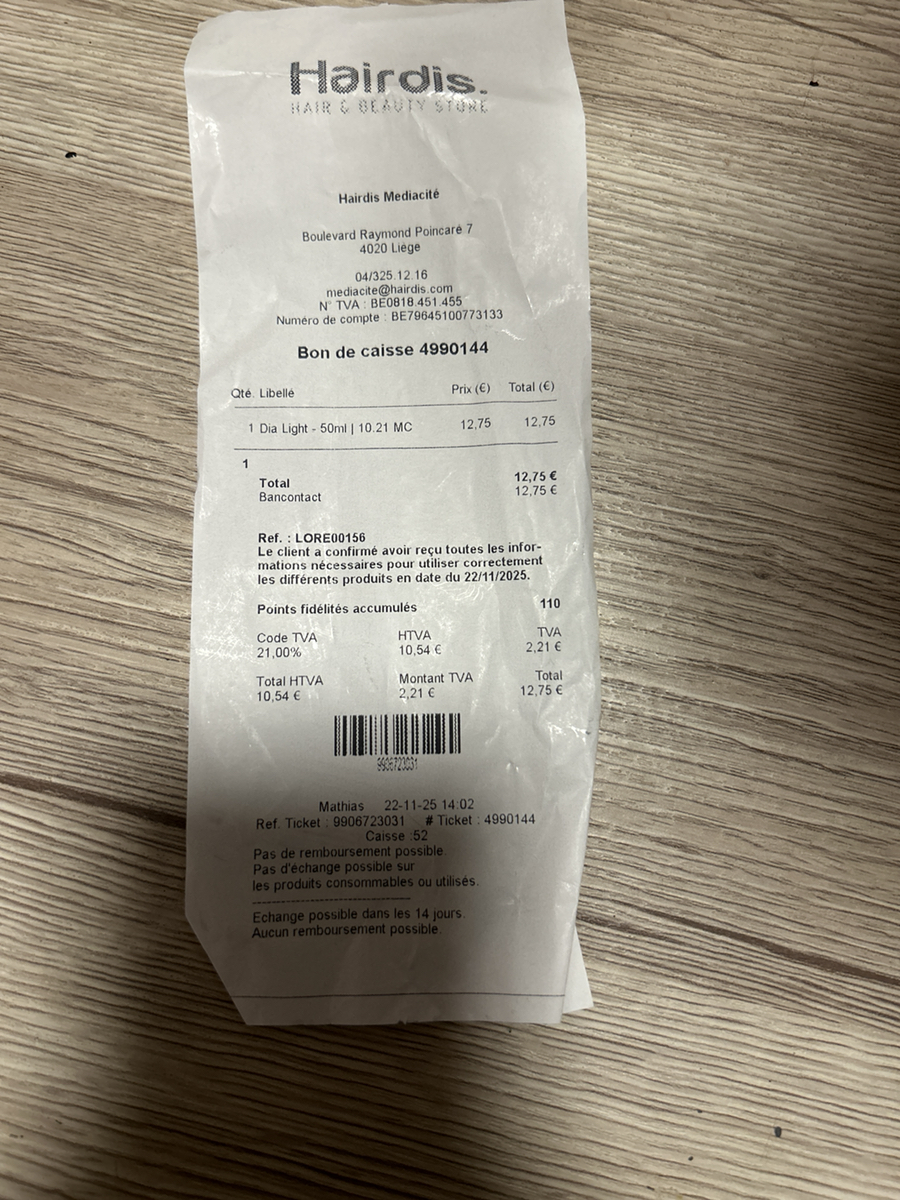 Hairdis.
HAIR & BEAUTY STORE
Hairdis Mediacité
Boulevard Raymond Poincaré 7
4020 Liège
04/325.12.16
mediacite@hairdis.com
N° TVA : BE0818.451.455
Numéro de compte : BE79645100773133
Bon de caisse 4990144
Qté. Libellé Prix (€) Total (€)
1 Dia Light - 50ml | 10.21 MC 12,75 12,75
1
Total 12,75 €
Bancontact 12,75 €
Ref. : LORE00156
Le client a confirmé avoir reçu toutes les infor-
mations nécessaires pour utiliser correctement
les différents produits en date du 22/11/2025.
Points fidélités accumulés 110
Code TVA HTVA TVA
21,00% 10,54 € 2,21 €
Total HTVA Montant TVA Total
10,54 € 2,21 € 12,75 €
9906723031
Mathias 22-11-25 14:02
Ref. Ticket : 9906723031 # Ticket : 4990144
Caisse :52
Pas de remboursement possible.
Pas d'échange possible sur
les produits consommables ou utilisés.
------------------------------
Echange possible dans les 14 jours.
Aucun remboursement possible.